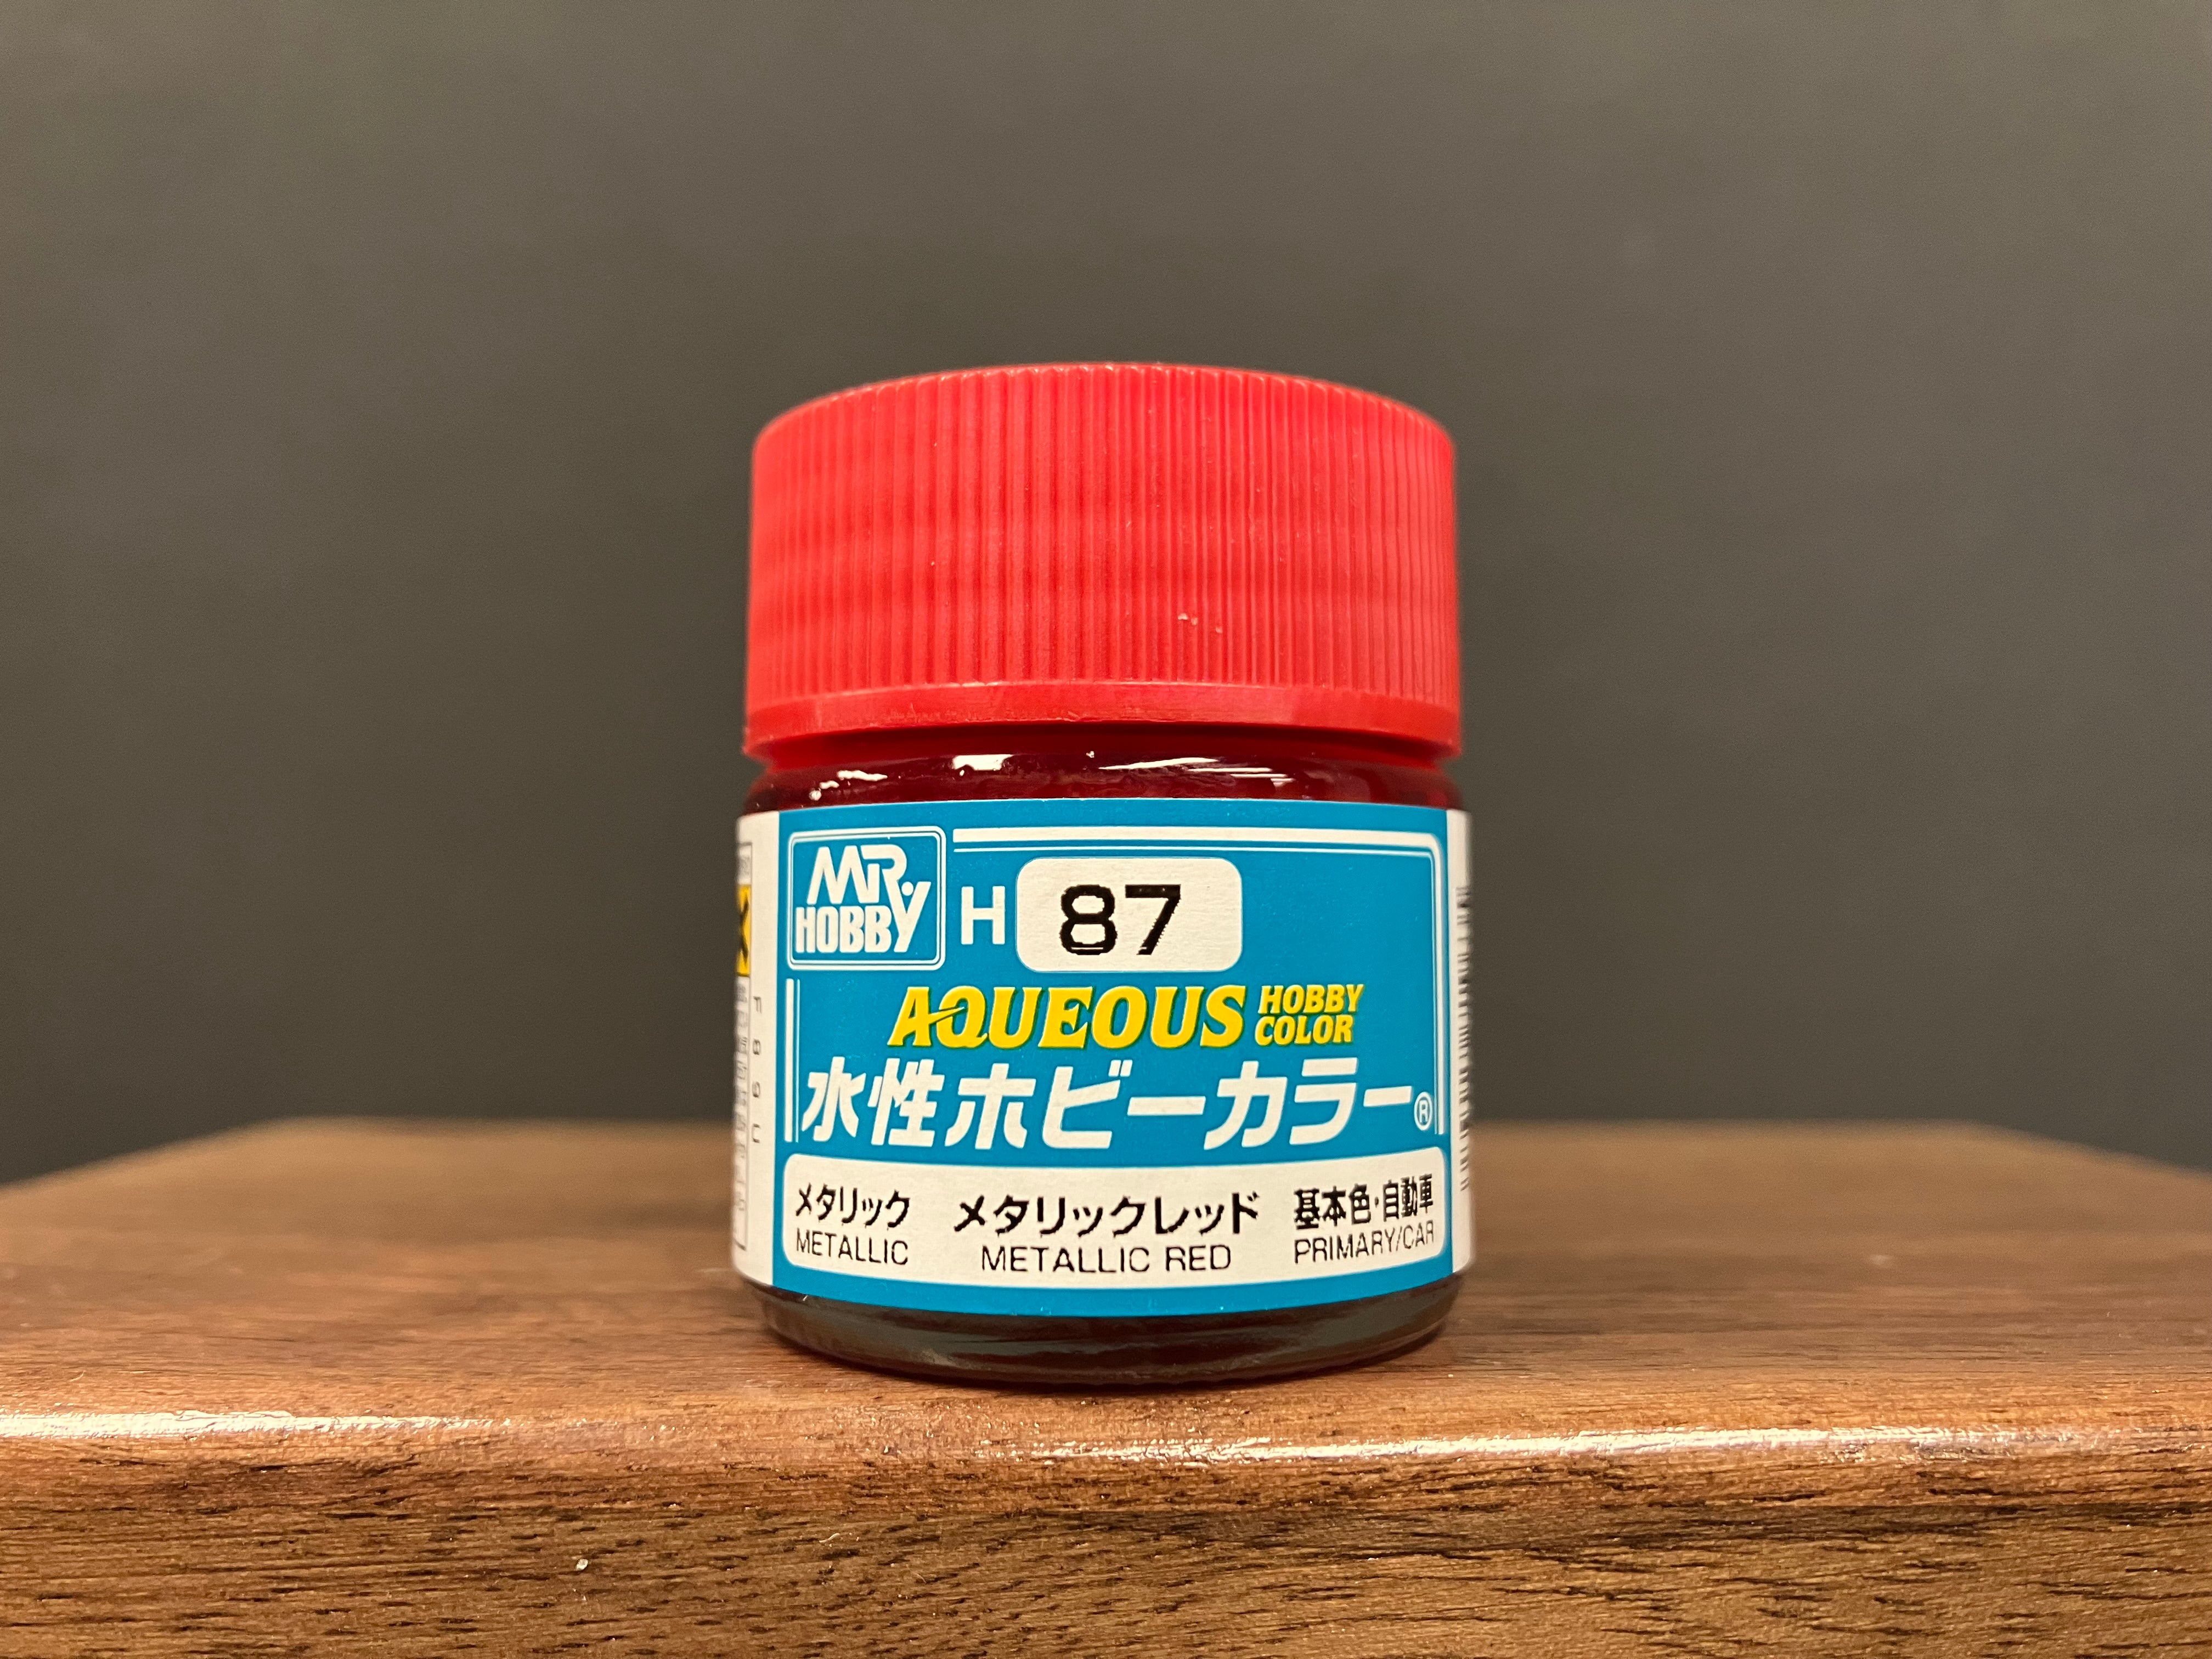 MR.
HOBBY
H 87
AQUEOUS HOBBY COLOR
水性ホビーカラー®
メタリック メタリックレッド 基本色・自動車
METALLIC METALLIC RED PRIMARY/CAR